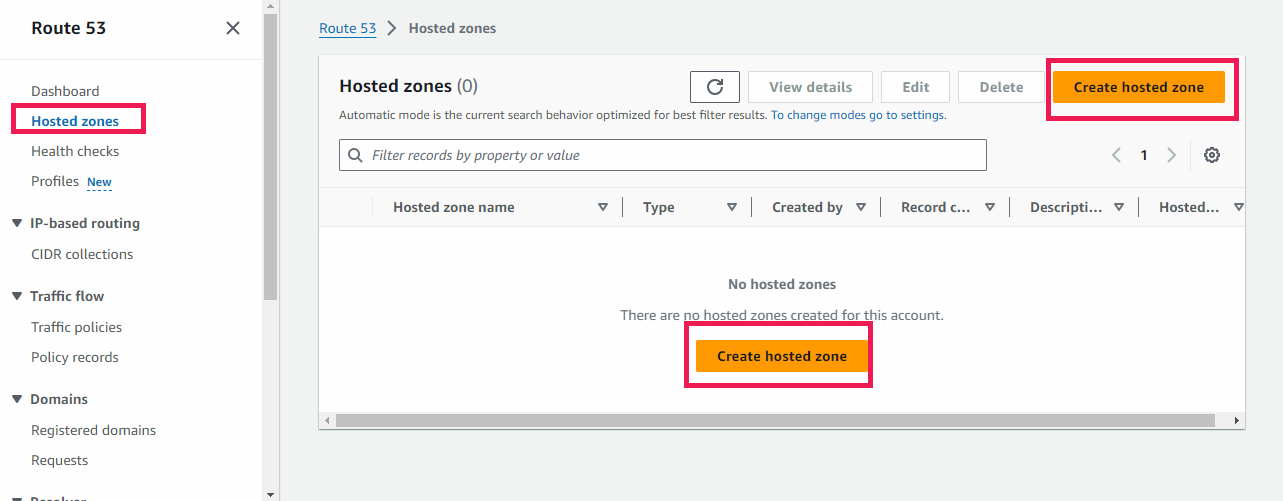 Route 53
Dashboard
Hosted zones
Health checks
Profiles New
IP-based routing
CIDR collections
Traffic flow
Traffic policies
Policy records
Domains
Registered domains
Requests
Resolver
Route 53 Hosted zones
Hosted zones (0)
View details
Edit
Delete
Create hosted zone
Automatic mode is the current search behavior optimized for best filter results. To change modes go to settings.
Filter records by property or value
1
Hosted zone name Type Created by Record c... Descripti... Hosted...
No hosted zones
There are no hosted zones created for this account.
Create hosted zone